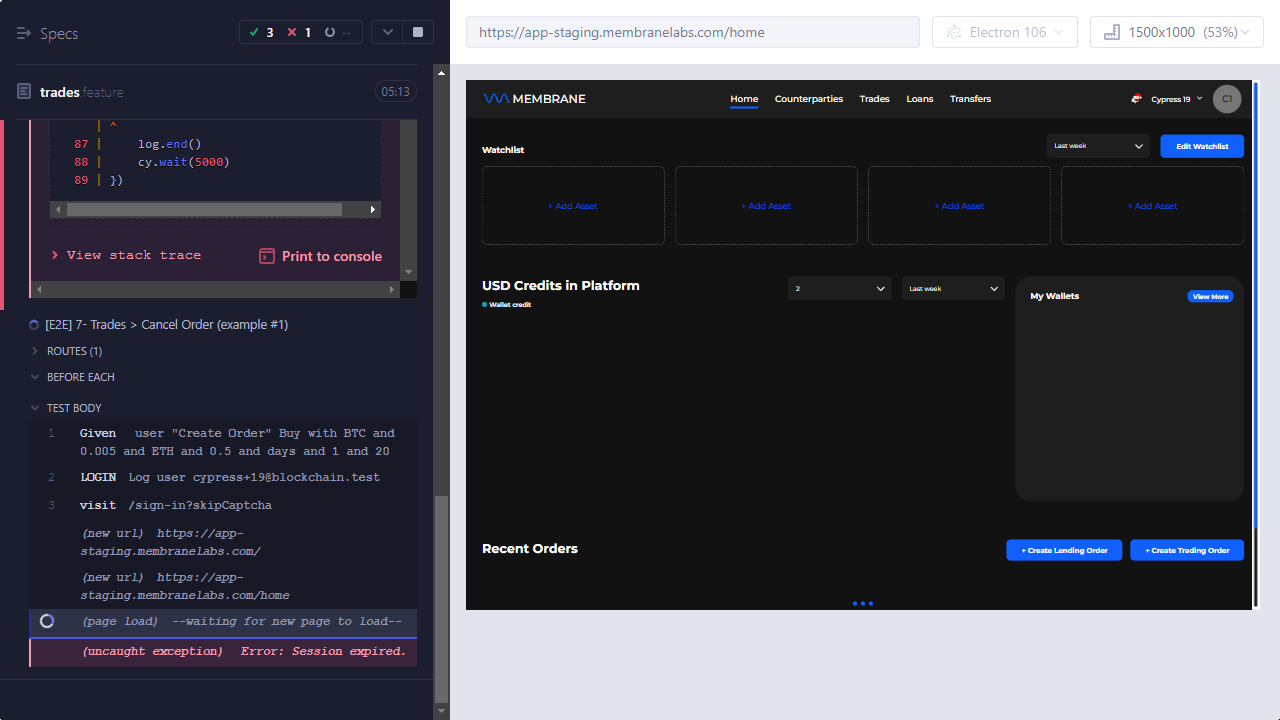 Specs
3
1
--
trades feature
05:13
^
87 | log.end()
88 | cy.wait(5000)
89 | })
View stack trace
Print to console
[E2E] 7- Trades > Cancel Order (example #1)
ROUTES (1)
BEFORE EACH
TEST BODY
1 Given user "Create Order" Buy with BTC and
0.005 and ETH and 0.5 and days and 1 and 20
2 LOGIN Log user cypress+19@blockchain.test
3 visit /sign-in?skipCaptcha
(new url) https://app-
staging.membranelabs.com/
(new url) https://app-
staging.membranelabs.com/home
(page load) --waiting for new page to load--
(uncaught exception) Error: Session expired.
https://app-staging.membranelabs.com/home
Electron 106
1500x1000 (53%)
MEMBRANE
Home Counterparties Trades Loans Transfers
Cypress 19
C1
Watchlist
Last week
Edit Watchlist
+ Add Asset + Add Asset + Add Asset + Add Asset
USD Credits in Platform
2
Last week
Wallet credit
My Wallets
View More
Recent Orders
+ Create Lending Order
+ Create Trading Order